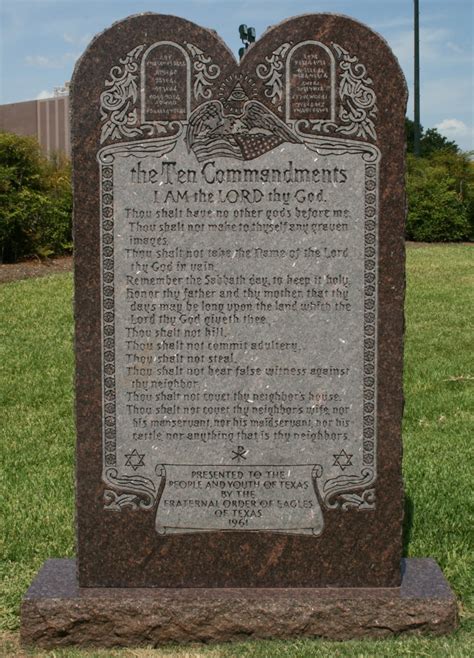 the Ten Commandments
I AM the LORD thy God.
Thou shalt have no other gods before me.
Thou shalt not make to thyself any graven
images.
Thou shalt not take the Name of the Lord
thy God in vain.
Remember the Sabbath day, to keep it holy.
Honor thy father and thy mother, that thy
days may be long upon the land which the
Lord thy God giveth thee.
Thou shalt not kill.
Thou shalt not commit adultery.
Thou shalt not steal.
Thou shalt not bear false witness against
thy neighbor.
Thou shalt not covet thy neighbor's house.
Thou shalt not covet thy neighbor's wife, nor
his manservant, nor his maidservant, nor his
cattle, nor anything that is thy neighbor's.
PRESENTED TO THE
PEOPLE AND YOUTH OF TEXAS
BY THE
FRATERNAL ORDER OF EAGLES
OF TEXAS
1961